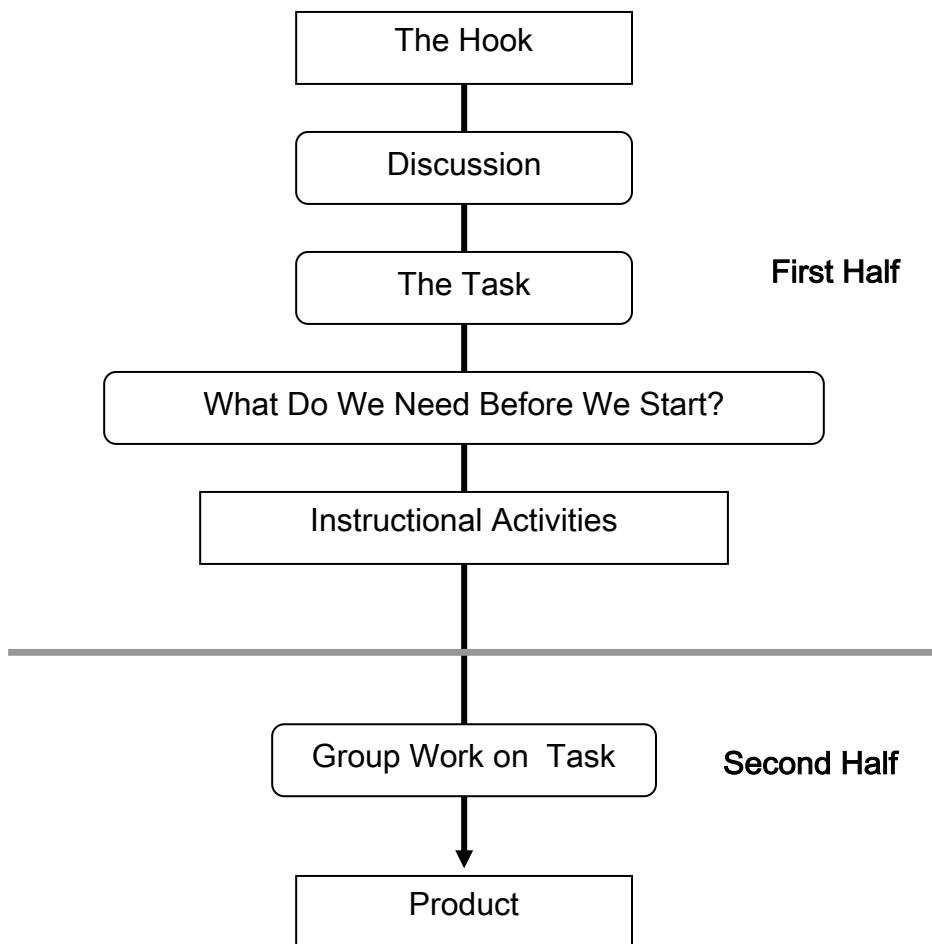 The Hook
Discussion
The Task
First Half
What Do We Need Before We Start?
Instructional Activities
Group Work on  Task
Second Half
Product